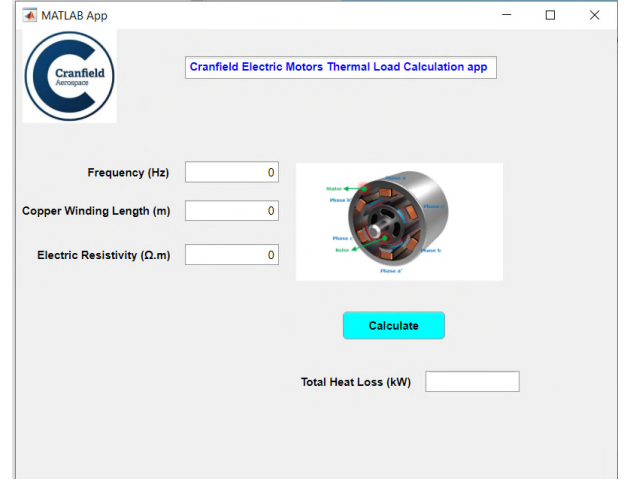 MATLAB App
Cranfield
Aerospace
Cranfield Electric Motors Thermal Load Calculation app
Frequency (Hz)
0
Copper Winding Length (m)
0
Electric Resistivity (Ω.m)
0
Phase a
Stator
Phase b'
Phase c'
Phase c
Rotor
Phase b
Phase a'
Calculate
Total Heat Loss (kW)